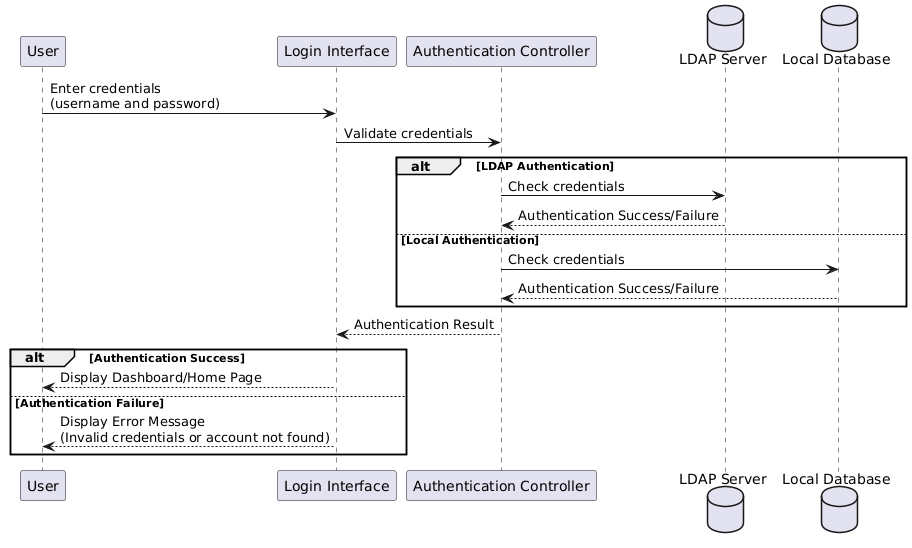 User
Login Interface
Authentication Controller
LDAP Server
Local Database
Enter credentials
(username and password)
Validate credentials
alt
[LDAP Authentication]
Check credentials
Authentication Success/Failure
[Local Authentication]
Check credentials
Authentication Success/Failure
Authentication Result
alt
[Authentication Success]
Display Dashboard/Home Page
[Authentication Failure]
Display Error Message
(Invalid credentials or account not found)
User
Login Interface
Authentication Controller
LDAP Server
Local Database